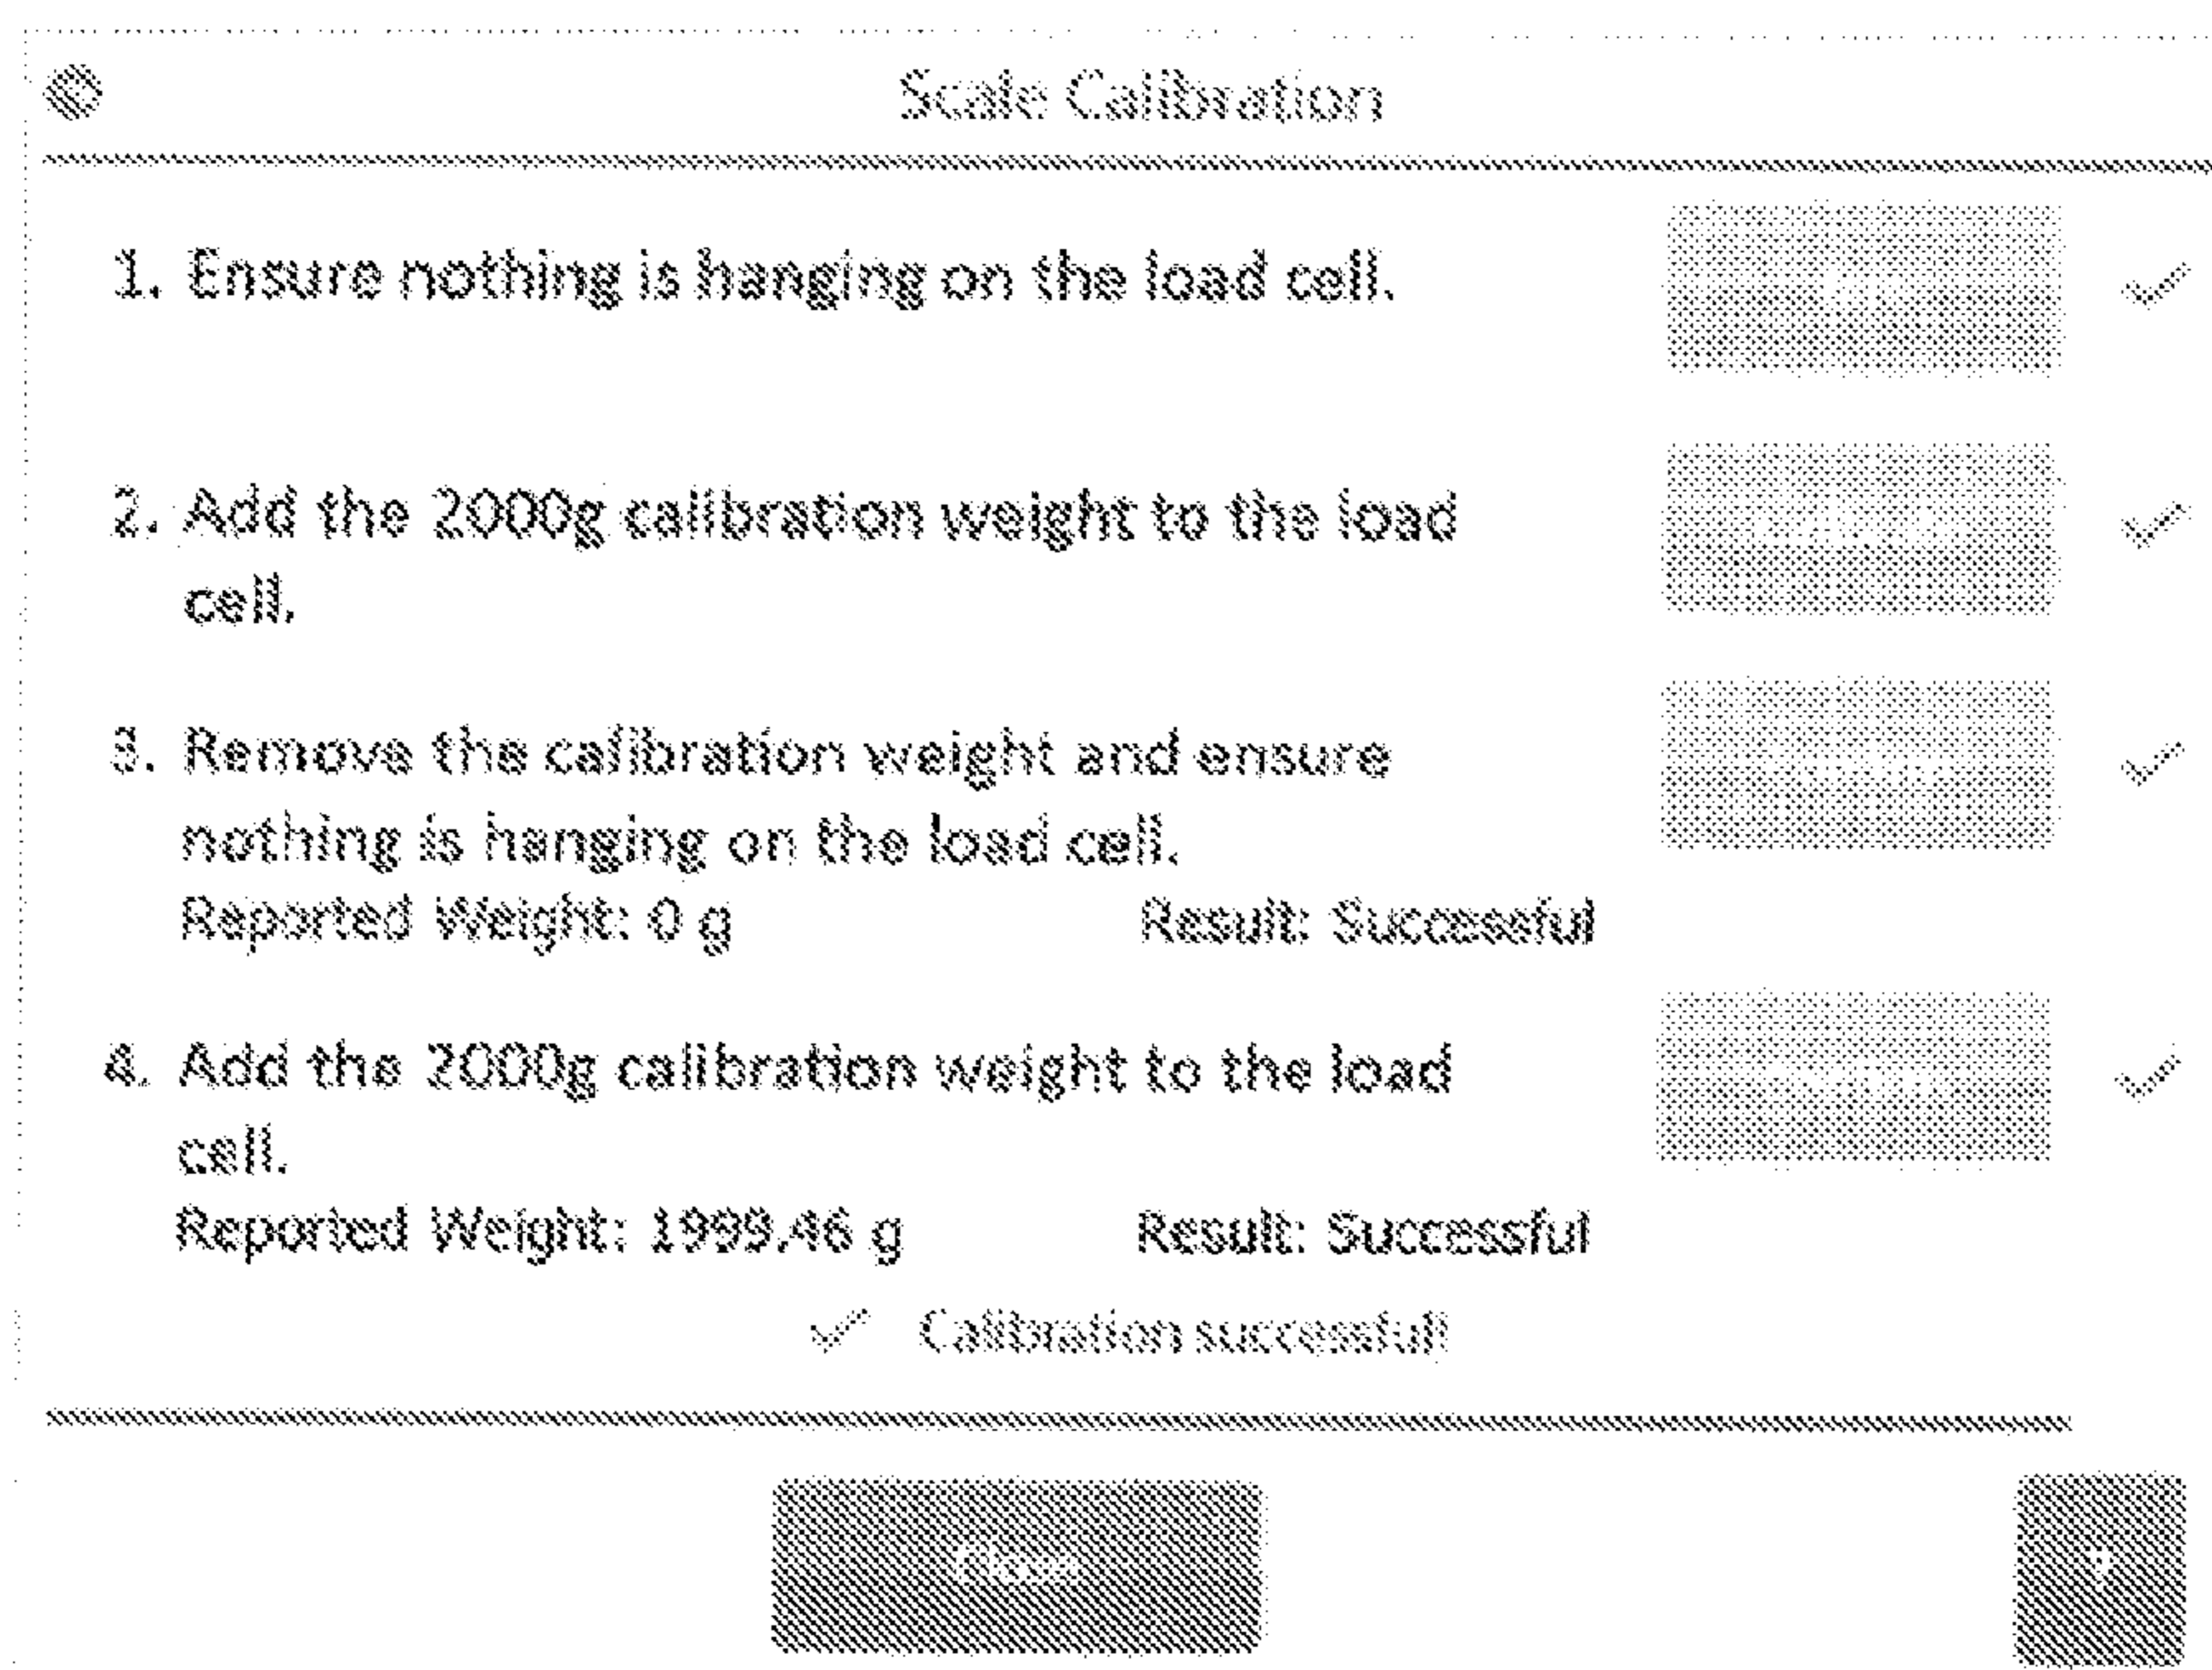 Scale Calibration
1. Ensure nothing is hanging on the load cell.
2. Add the 2000g calibration weight to the load
cell.
3. Remove the calibration weight and ensure
nothing is hanging on the load cell.
Reported Weight: 0 g Result: Successful
4. Add the 2000g calibration weight to the load
cell.
Reported Weight: 1999.46 g Result: Successful
Calibration successful!
?